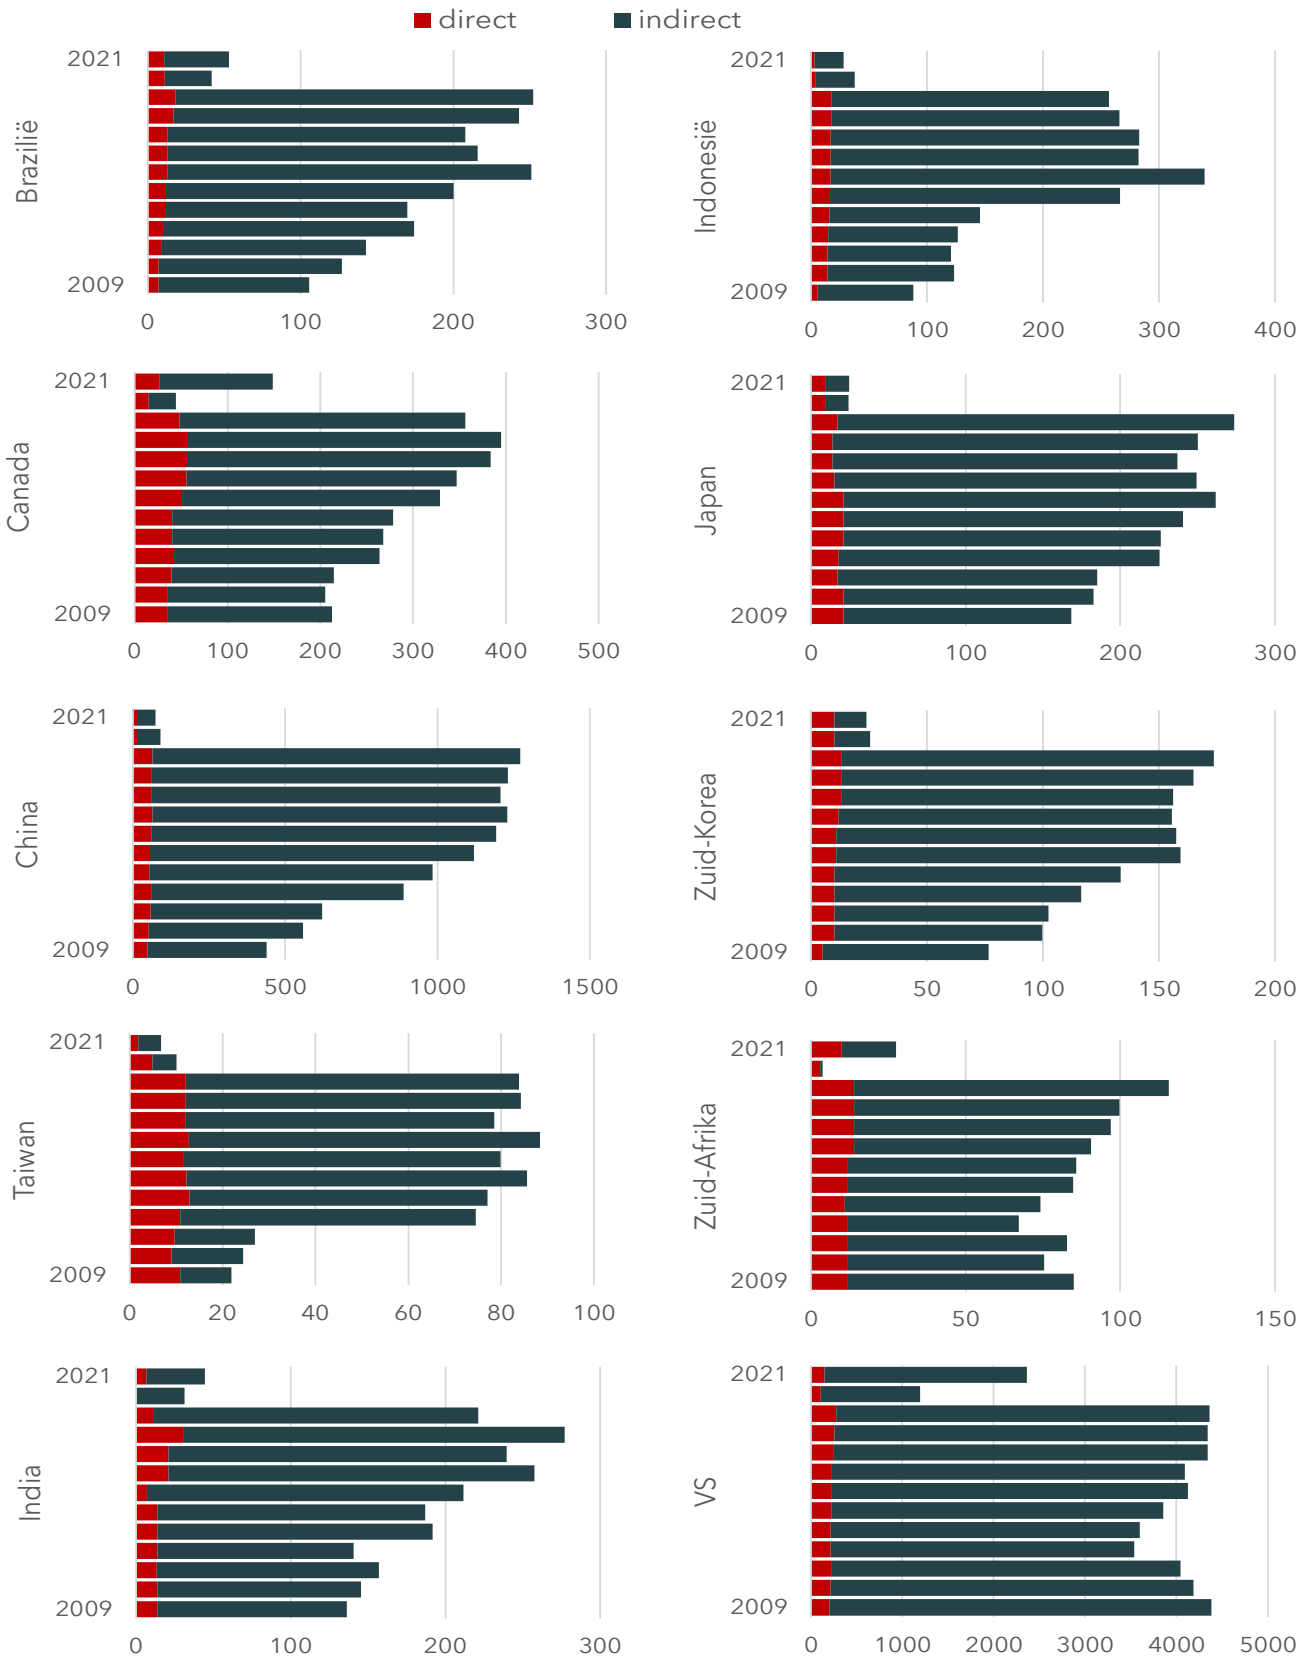 direct indirect
2021
Brazilië
2009
0 100 200 300
2021
Indonesië
2009
0 100 200 300 400
2021
Canada
2009
0 100 200 300 400 500
2021
Japan
2009
0 100 200 300
2021
China
2009
0 500 1000 1500
2021
Zuid-Korea
2009
0 50 100 150 200
2021
Taiwan
2009
0 20 40 60 80 100
2021
Zuid-Afrika
2009
0 50 100 150
2021
India
2009
0 100 200 300
2021
VS
2009
0 1000 2000 3000 4000 5000